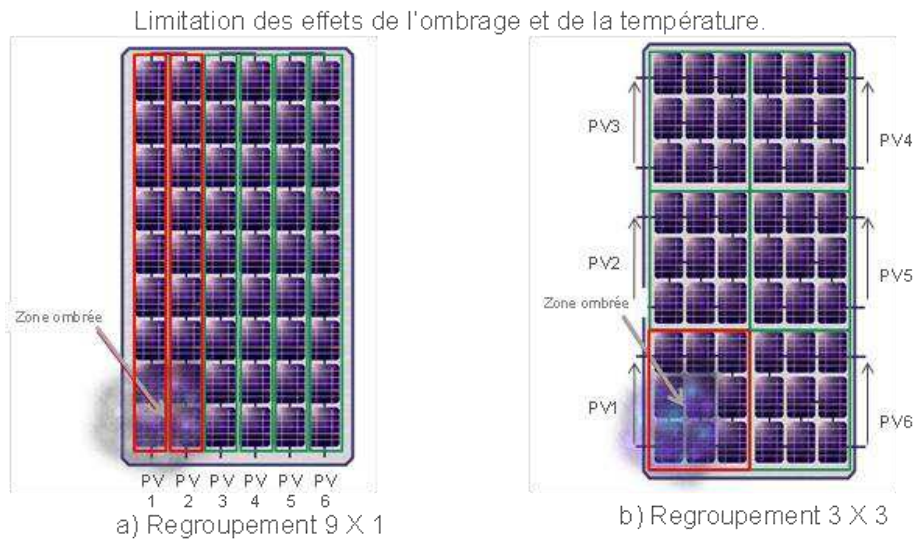 Limitation des effets de l'ombrage et de la température.
Zone ombrée
PV
1
PV
2
PV
3
PV
4
PV
5
PV
6
a) Regroupement 9 X 1
PV3
PV4
PV2
PV5
Zone ombrée
PV1
PV6
b) Regroupement 3 X 3